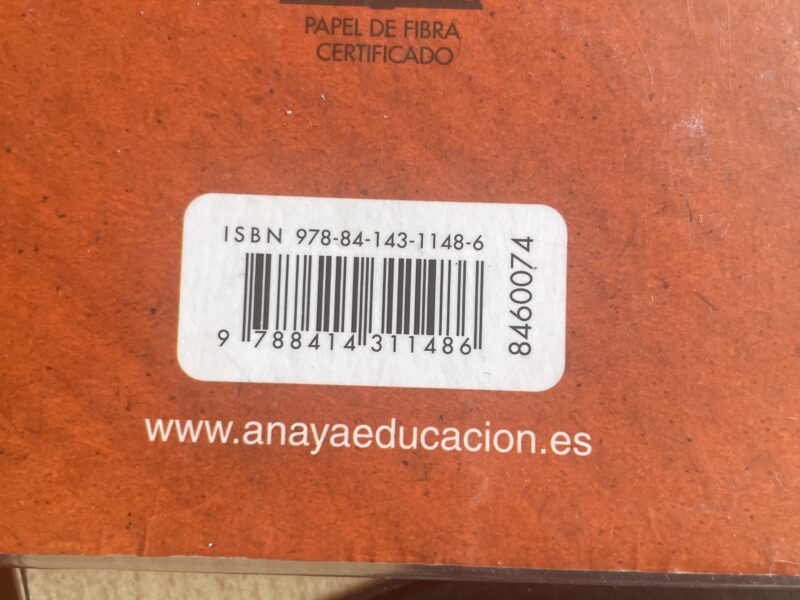 PAPEL DE FIBRA
CERTIFICADO
ISBN 978-84-143-1148-6
9 788414 311486
8460074
www.anayaeducacion.es